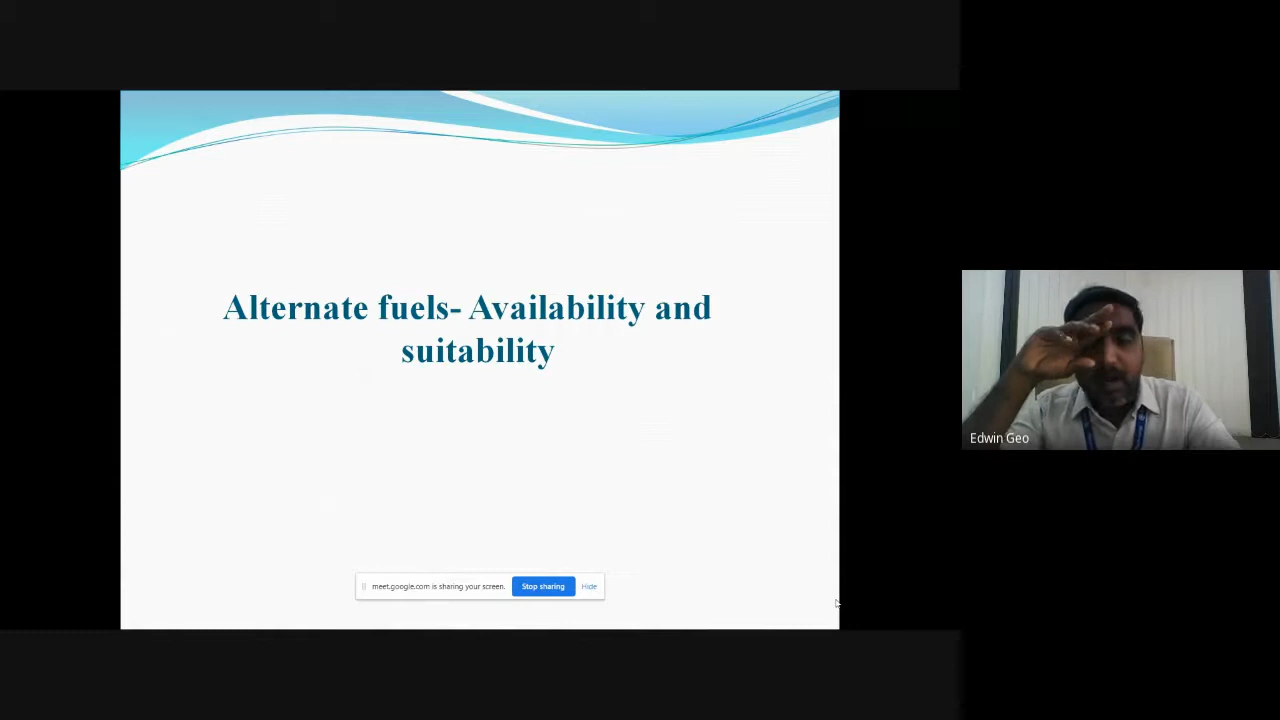 Alternate fuels- Availability and
suitability
Edwin Geo
meet.google.com is sharing your screen. Stop sharing Hide